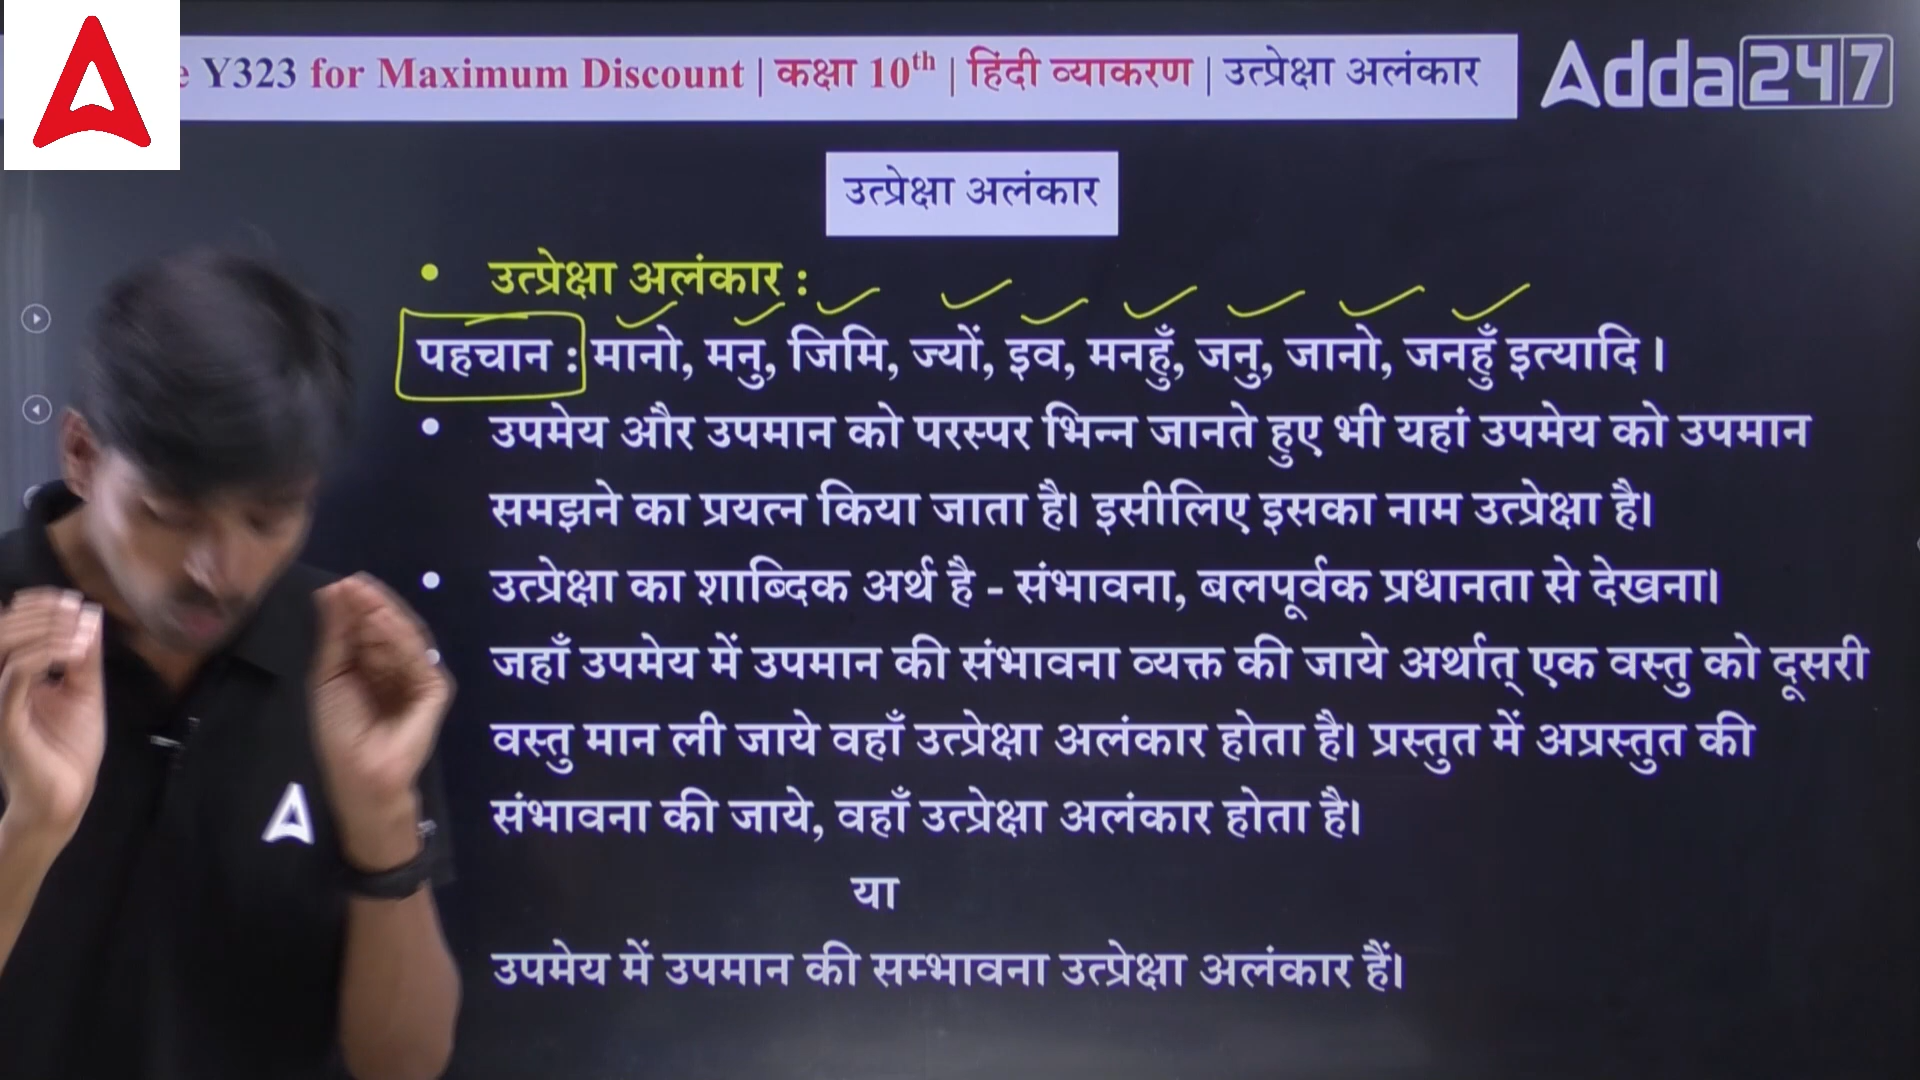 Y323 for Maximum Discount | कक्षा 10th | हिंदी व्याकरण | उत्प्रेक्षा अलंकार
Adda247
उत्प्रेक्षा अलंकार
• उत्प्रेक्षा अलंकार :
पहचान : मानो, मनु, जिमि, ज्यों, इव, मनहुँ, जनु, जानो, जनहुँ इत्यादि ।
• उपमेय और उपमान को परस्पर भिन्न जानते हुए भी यहां उपमेय को उपमान
समझने का प्रयत्न किया जाता है। इसीलिए इसका नाम उत्प्रेक्षा है।
• उत्प्रेक्षा का शाब्दिक अर्थ है - संभावना, बलपूर्वक प्रधानता से देखना।
• जहाँ उपमेय में उपमान की संभावना व्यक्त की जाये अर्थात् एक वस्तु को दूसरी
वस्तु मान ली जाये वहाँ उत्प्रेक्षा अलंकार होता है। प्रस्तुत में अप्रस्तुत की
संभावना की जाये, वहाँ उत्प्रेक्षा अलंकार होता है।
या
उपमेय में उपमान की सम्भावना उत्प्रेक्षा अलंकार हैं।